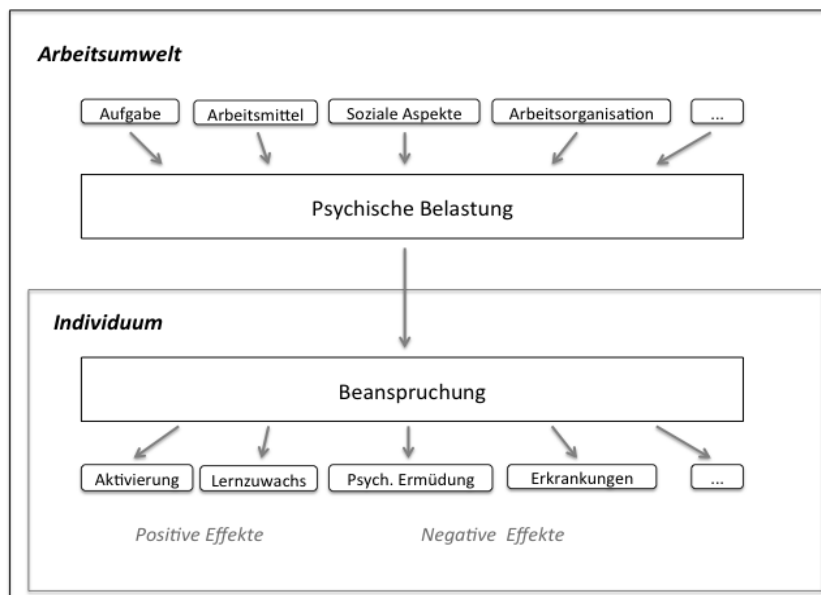 Arbeitsumwelt
Aufgabe Arbeitsmittel Soziale Aspekte Arbeitsorganisation ...
Psychische Belastung
Individuum
Beanspruchung
Aktivierung Lernzuwachs Psych. Ermüdung Erkrankungen ...
Positive Effekte Negative Effekte